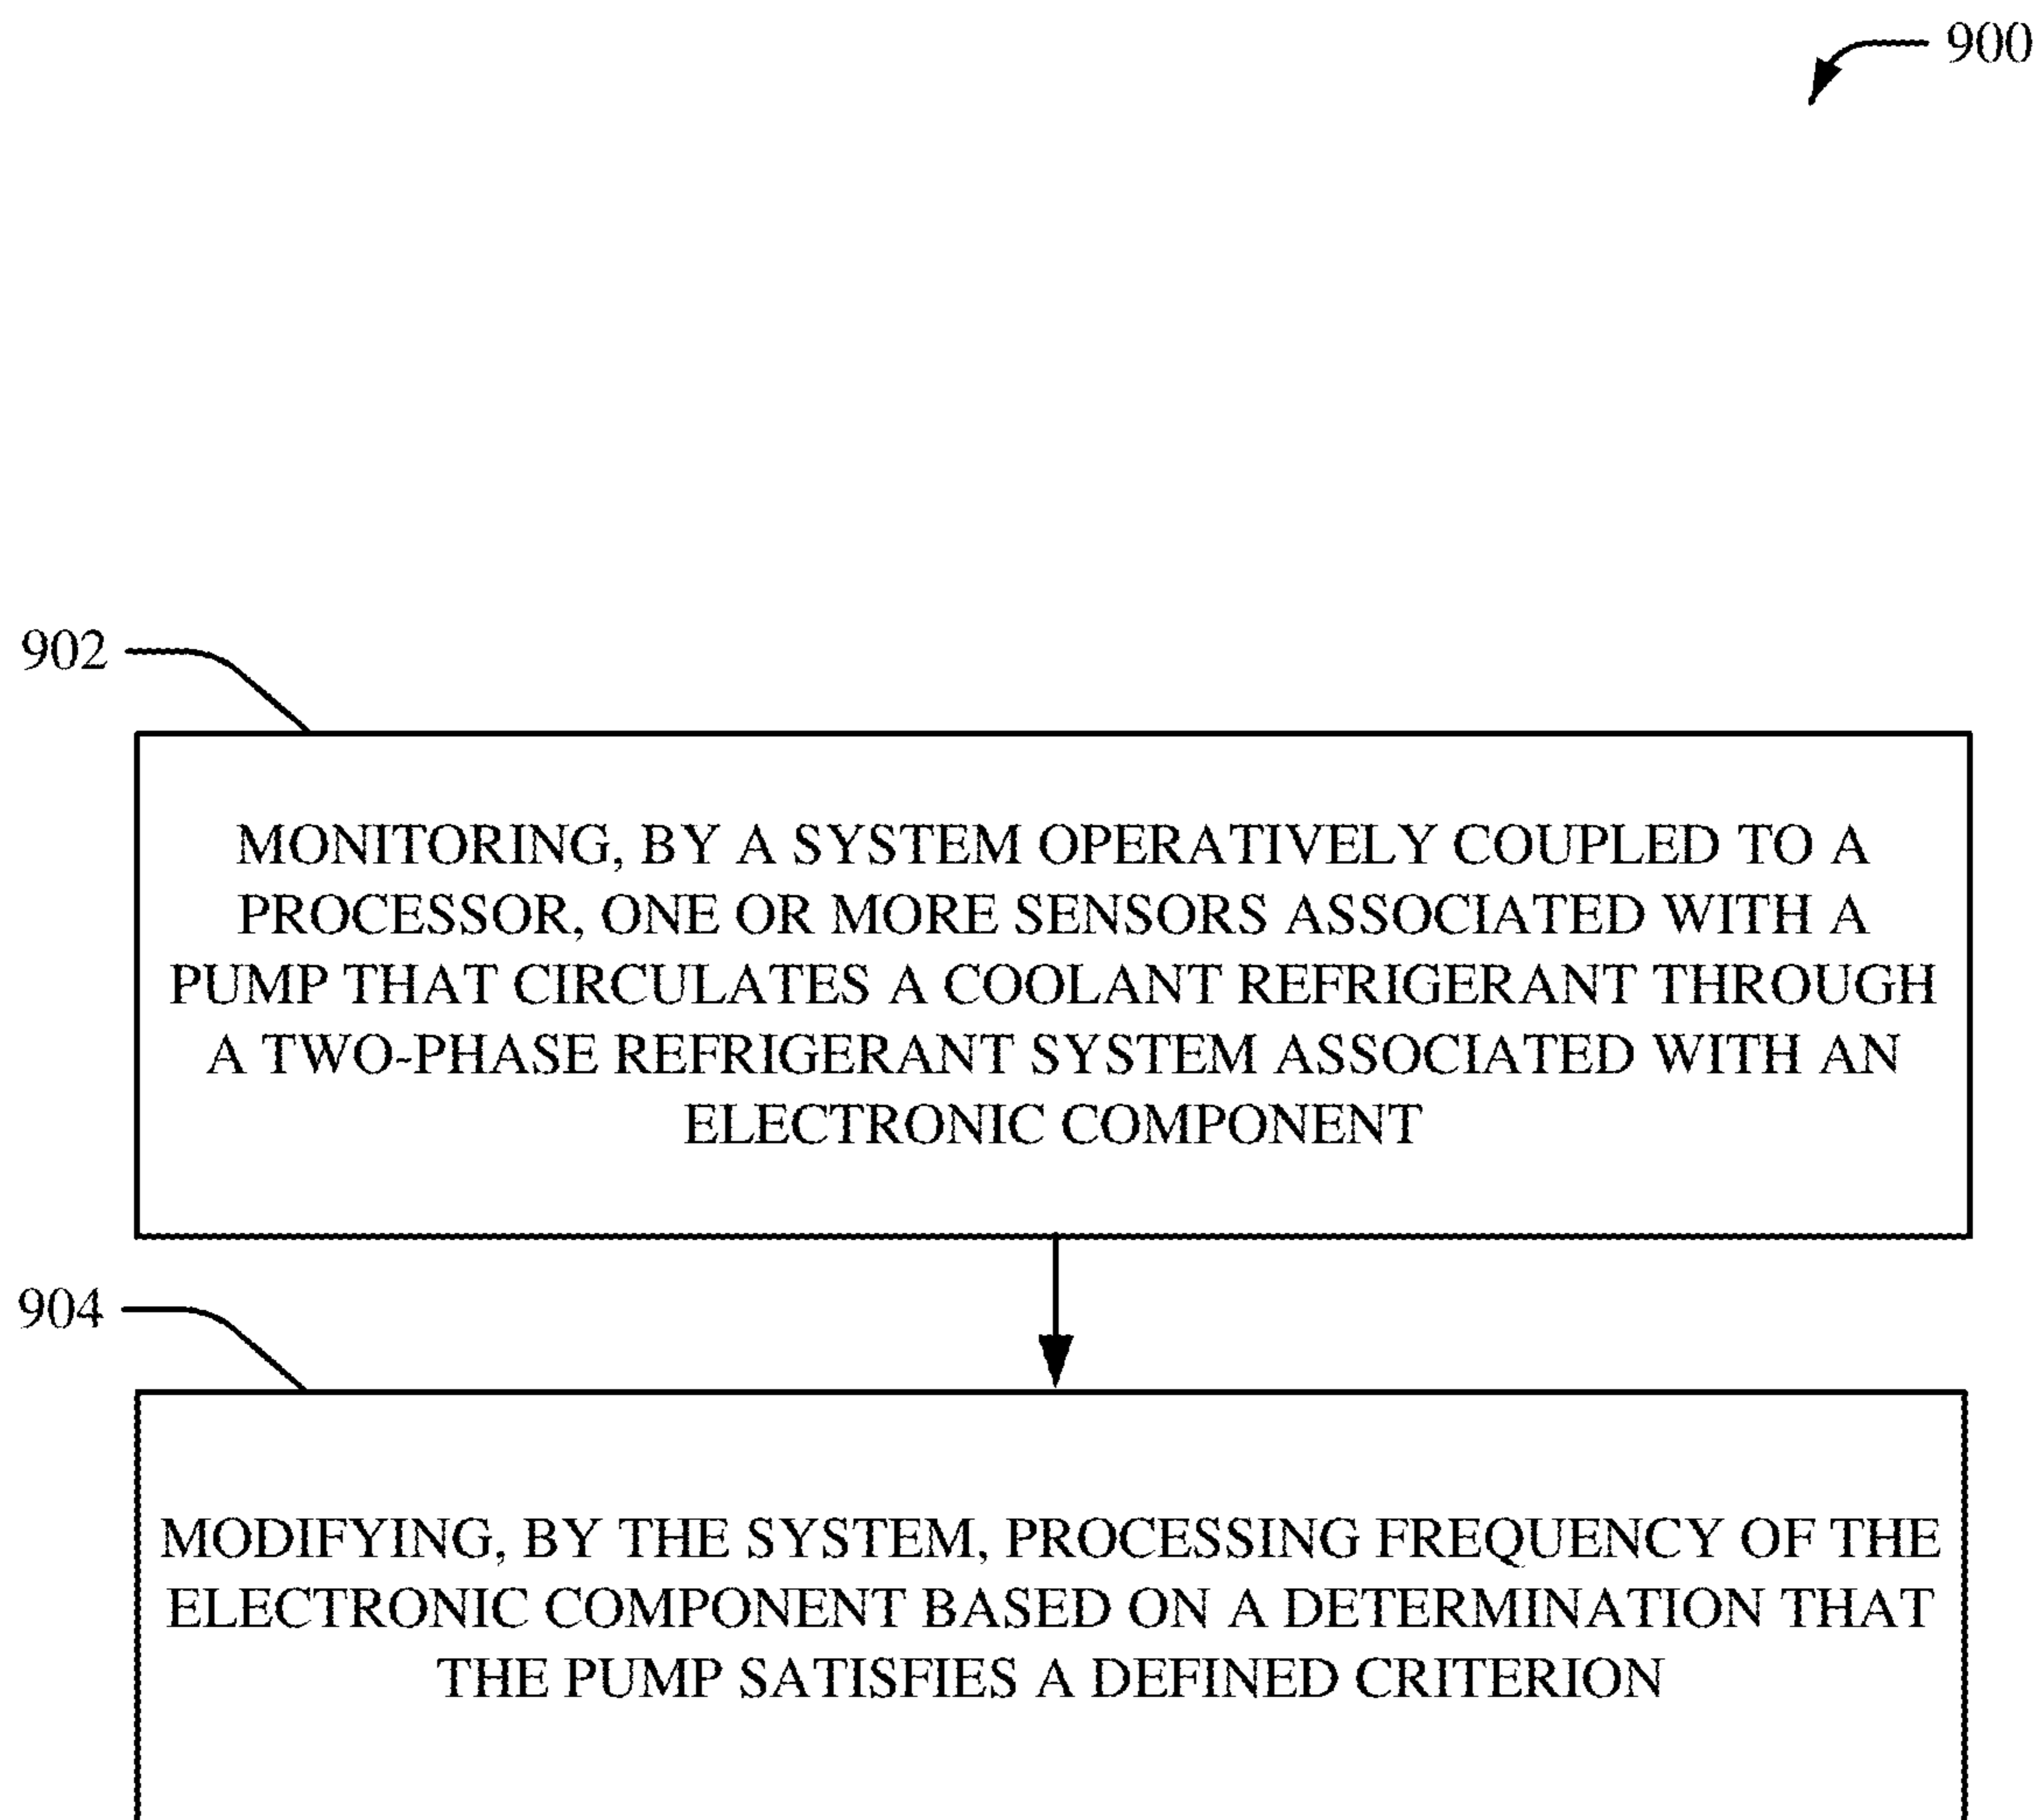 900
902
MONITORING, BY A SYSTEM OPERATIVELY COUPLED TO A
PROCESSOR, ONE OR MORE SENSORS ASSOCIATED WITH A
PUMP THAT CIRCULATES A COOLANT REFRIGERANT THROUGH
A TWO-PHASE REFRIGERANT SYSTEM ASSOCIATED WITH AN
ELECTRONIC COMPONENT
904
MODIFYING, BY THE SYSTEM, PROCESSING FREQUENCY OF THE
ELECTRONIC COMPONENT BASED ON A DETERMINATION THAT
THE PUMP SATISFIES A DEFINED CRITERION